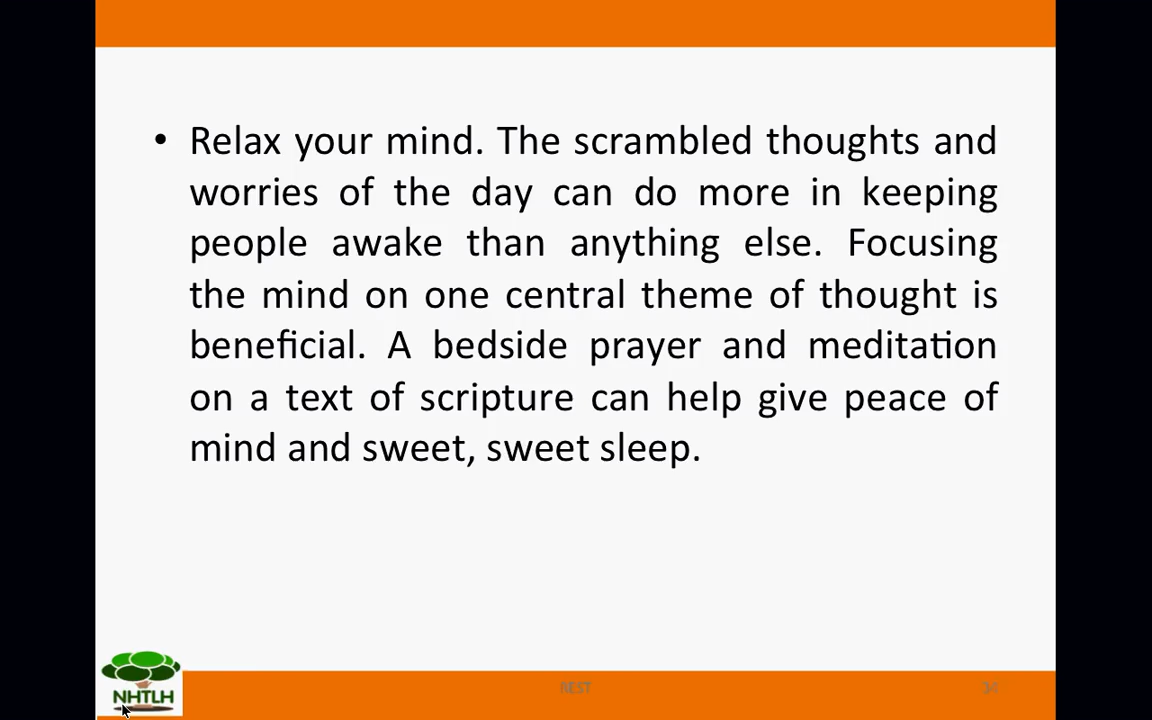 • Relax your mind. The scrambled thoughts and
worries of the day can do more in keeping
people awake than anything else. Focusing
the mind on one central theme of thought is
beneficial. A bedside prayer and meditation
on a text of scripture can help give peace of
mind and sweet, sweet sleep.
NHTLH
REST
34